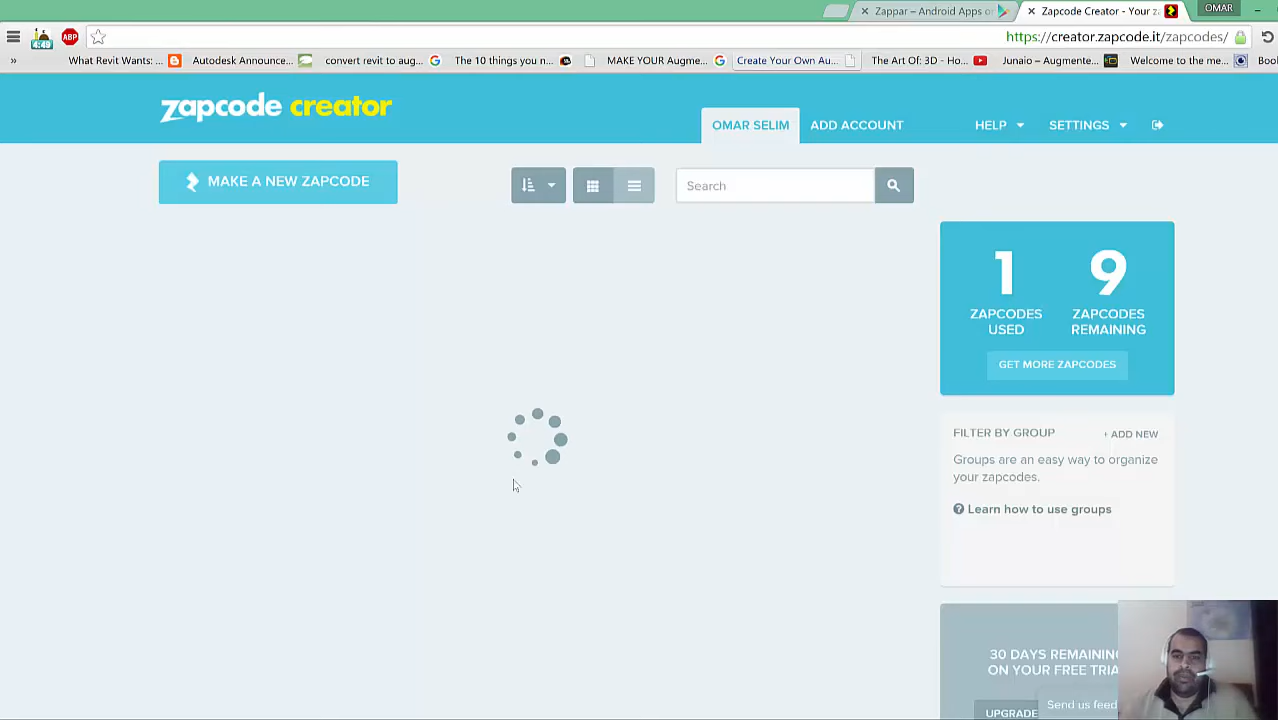 Zappar – Android Apps o
Zapcode Creator - Your z
OMAR
4:49
ABP
https://creator.zapcode.it/zapcodes/
»
What Revit Wants: ...
Autodesk Announce...
convert revit to aug...
The 10 things you n...
MAKE YOUR Augme...
Create Your Own Au...
The Art Of: 3D - Ho...
Junaio – Augmente...
Welcome to the me...
Bool
zapcode creator
OMAR SELIM
ADD ACCOUNT
HELP
SETTINGS
MAKE A NEW ZAPCODE
Search
1
9
ZAPCODES USED
ZAPCODES REMAINING
GET MORE ZAPCODES
FILTER BY GROUP
+ ADD NEW
Groups are an easy way to organize
your zapcodes.
Learn how to use groups
30 DAYS REMAININ
ON YOUR FREE TRIA
Send us feed
UPGRADE